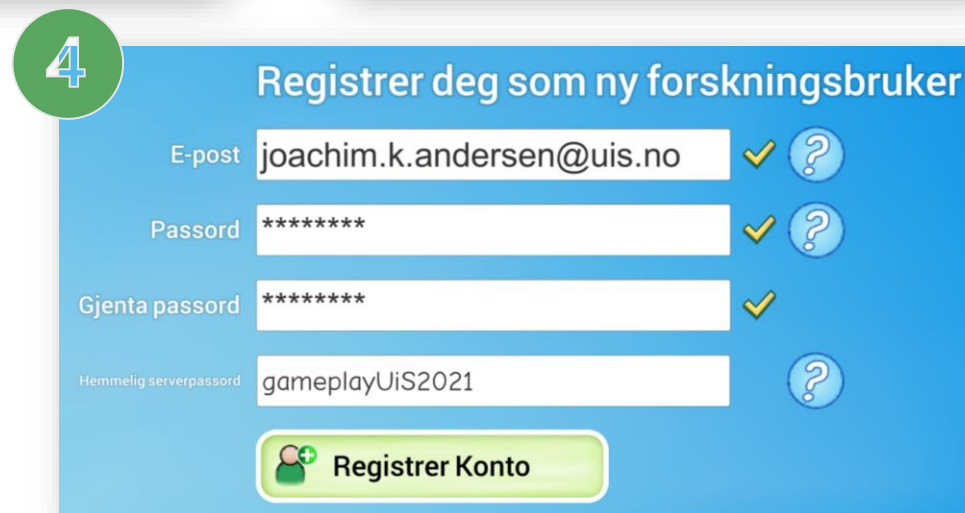 4
Registrer deg som ny forskningsbruker
E-post joachim.k.andersen@uis.no ?
Passord ******** ?
Gjenta passord ********
Hemmelig serverpassord gameplayUiS2021 ?
Registrer Konto